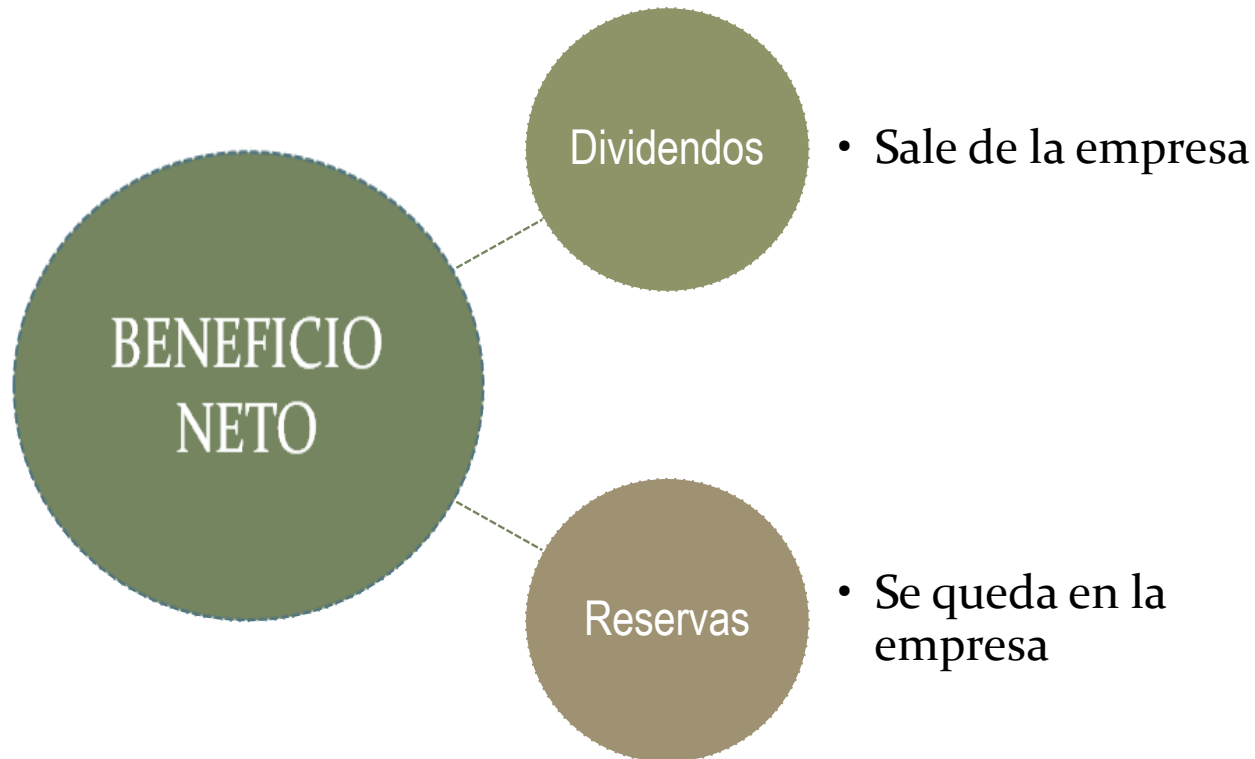 BENEFICIO
NETO
Dividendos
• Sale de la empresa
Reservas
• Se queda en la
empresa